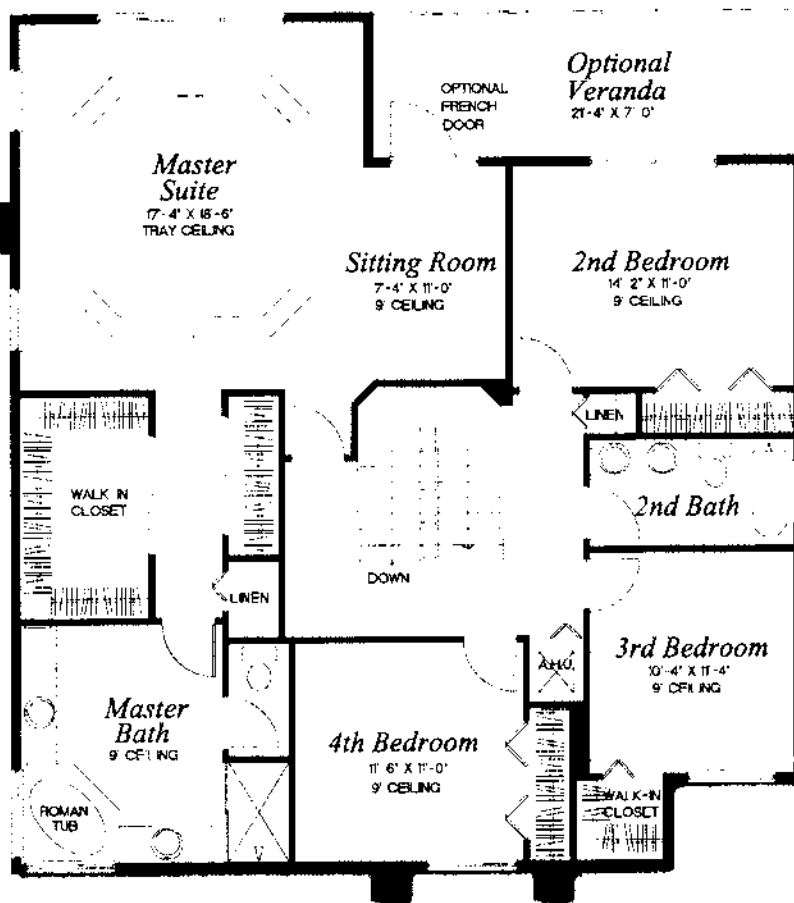 Optional
Veranda
21'-4" X 7' 0"
OPTIONAL
FRENCH
DOOR
Master
Suite
17'-4" X 18'-6"
TRAY CEILING
Sitting Room
7'-4" X 11'-0"
9' CEILING
2nd Bedroom
14' 2" X 11'-0"
9' CEILING
LINEN
WALK IN
CLOSET
2nd Bath
DOWN
LINEN
3rd Bedroom
10'-4" X 11'-4"
9' CEILING
A.H.U.
Master
Bath
9' CEILING
4th Bedroom
11' 6" X 11'-0"
9' CEILING
ROMAN
TUB
WALK-IN
CLOSET